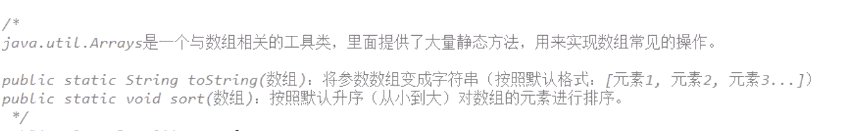 /*
java.util.Arrays是一个与数组相关的工具类，里面提供了大量静态方法，用来实现数组常见的操作。
public static String toString(数组)：将参数数组变成字符串（按照默认格式：[元素1, 元素2, 元素3...]）
public static void sort(数组)：按照默认升序（从小到大）对数组的元素进行排序。
*/